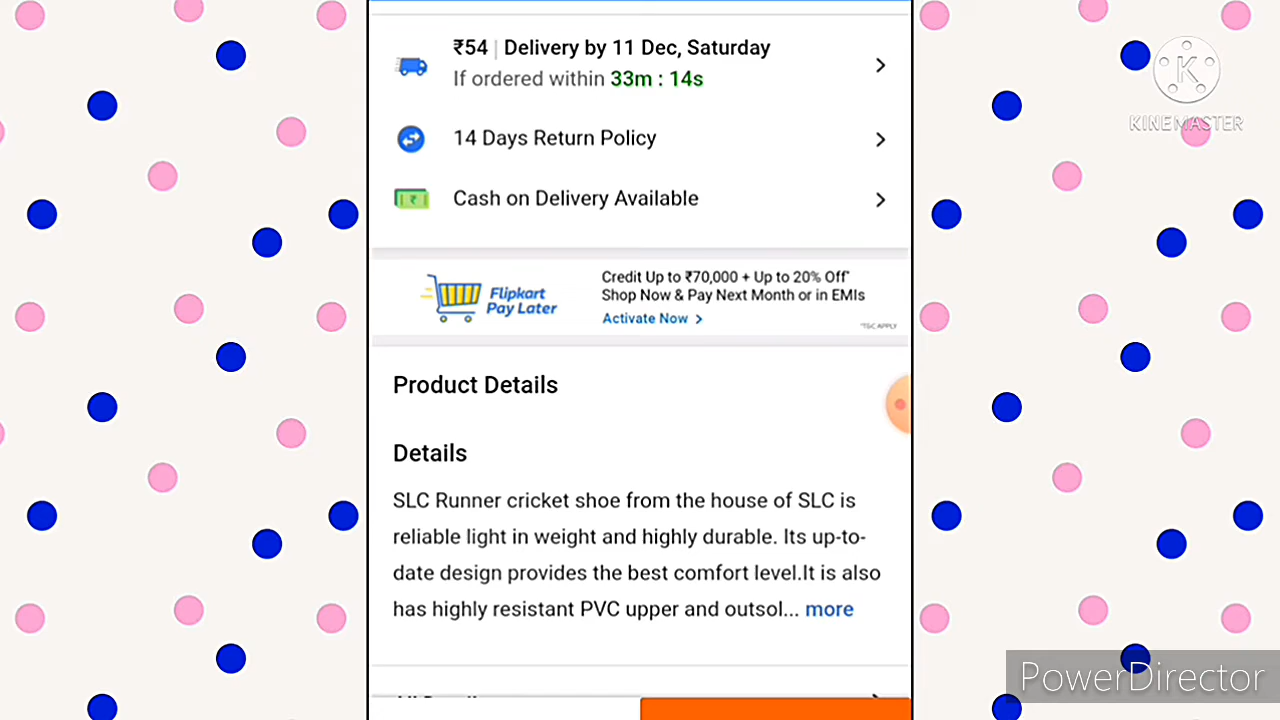 ₹54 | Delivery by 11 Dec, Saturday
If ordered within 33m : 14s
KINEMASTER
14 Days Return Policy
Cash on Delivery Available
Flipkart
Pay Later
Credit Up to ₹70,000 + Up to 20% Off*
Shop Now & Pay Next Month or in EMIs
Activate Now >
*T&C APPLY
Product Details
Details
SLC Runner cricket shoe from the house of SLC is
reliable light in weight and highly durable. Its up-to-
date design provides the best comfort level.It is also
has highly resistant PVC upper and outsol... more
PowerDirector